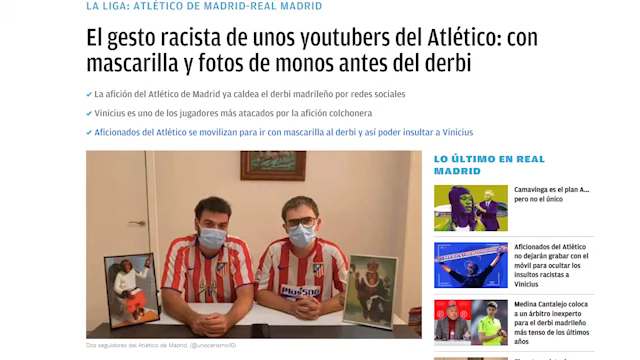 LA LIGA: ATLÉTICO DE MADRID-REAL MADRID
El gesto racista de unos youtubers del Atlético: con
mascarilla y fotos de monos antes del derbi
La afición del Atlético de Madrid ya caldea el derbi madrileño por redes sociales
Vinicius es uno de los jugadores más atacados por la afición colchonera
Aficionados del Atlético se movilizan para ir con mascarilla al derbi y así poder insultar a Vinicius
Plus500
Dos seguidores del Atlético de Madrid.
LO ÚLTIMO EN REAL
MADRID
Camavinga es el plan A...
pero no el único
Aficionados del Atlético
no dejarán grabar con el
móvil para ocultar los
insultos racistas a
Vinicius
Medina Cantalejo coloca
a un árbitro inexperto
para el derbi madrileño
más tenso de los últimos
años